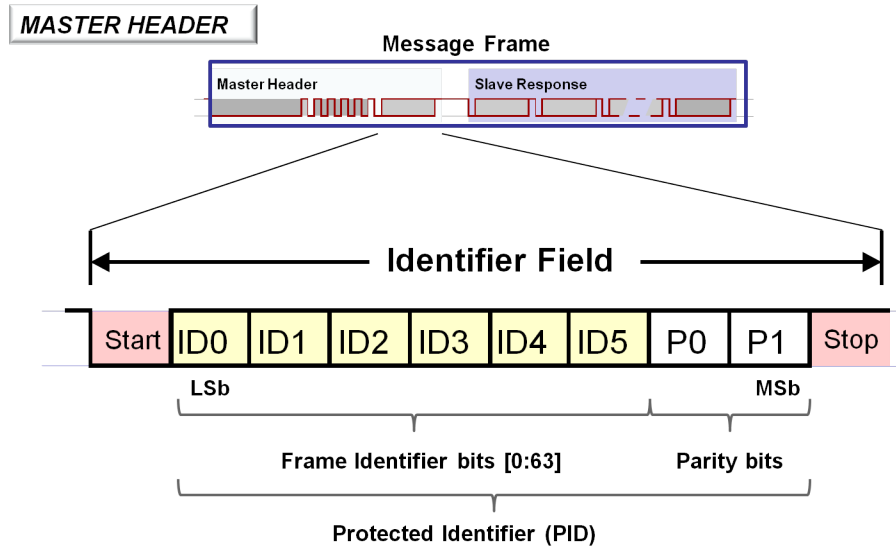 MASTER HEADER
Message Frame
Master Header
Slave Response
Identifier Field
Start ID0 ID1 ID2 ID3 ID4 ID5 P0 P1 Stop
LSb MSb
Frame Identifier bits [0:63] Parity bits
Protected Identifier (PID)